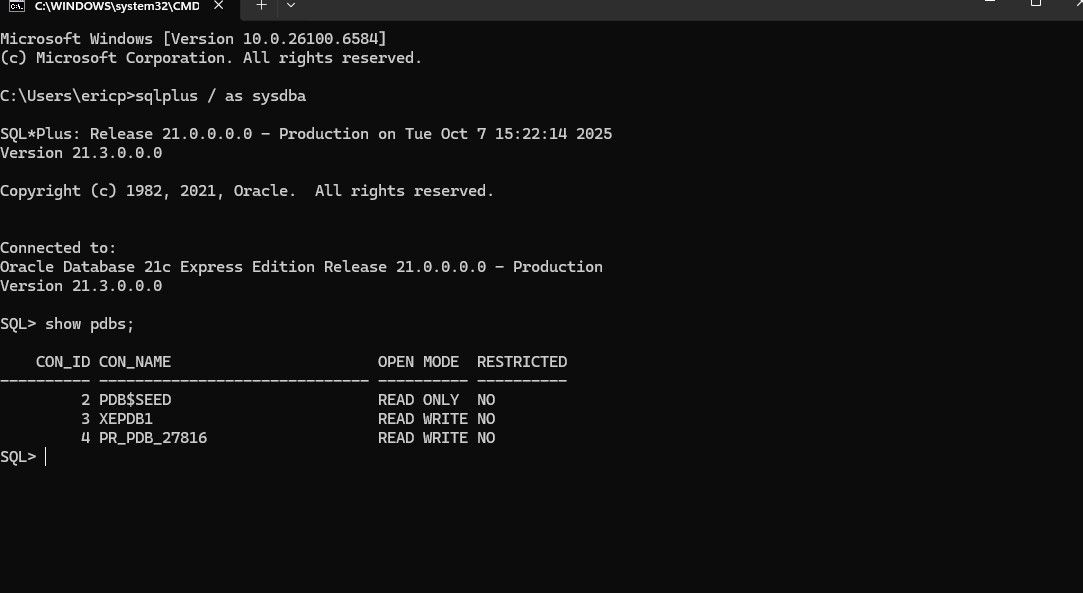 C:\WINDOWS\system32\CMD
Microsoft Windows [Version 10.0.26100.6584]
(c) Microsoft Corporation. All rights reserved.
C:\Users\ericp>sqlplus / as sysdba
SQL*Plus: Release 21.0.0.0.0 - Production on Tue Oct 7 15:22:14 2025
Version 21.3.0.0.0
Copyright (c) 1982, 2021, Oracle.  All rights reserved.
Connected to:
Oracle Database 21c Express Edition Release 21.0.0.0.0 - Production
Version 21.3.0.0.0
SQL> show pdbs;
    CON_ID CON_NAME                       OPEN MODE  RESTRICTED
---------- ------------------------------ ---------- ----------
         2 PDB$SEED                       READ ONLY  NO
         3 XEPDB1                         READ WRITE NO
         4 PR_PDB_27816                   READ WRITE NO
SQL>